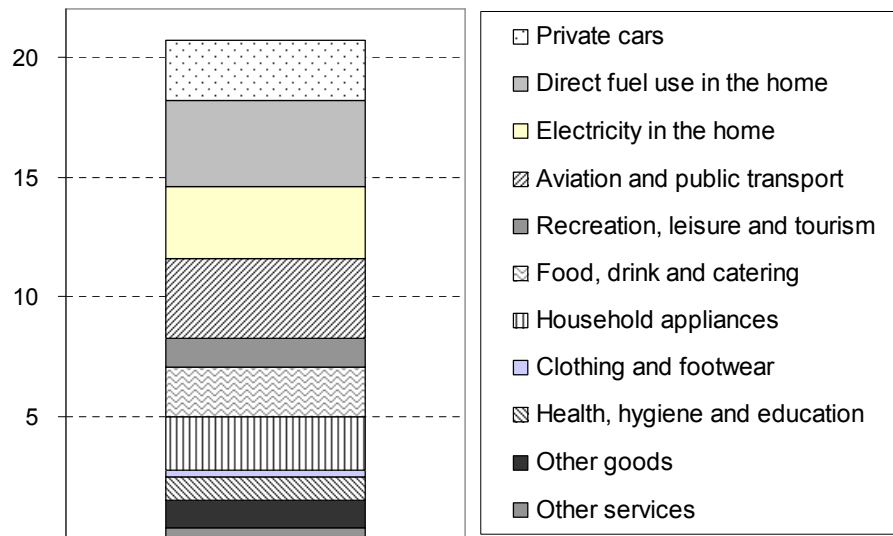 20
15
10
5
Private cars
Direct fuel use in the home
Electricity in the home
Aviation and public transport
Recreation, leisure and tourism
Food, drink and catering
Household appliances
Clothing and footwear
Health, hygiene and education
Other goods
Other services